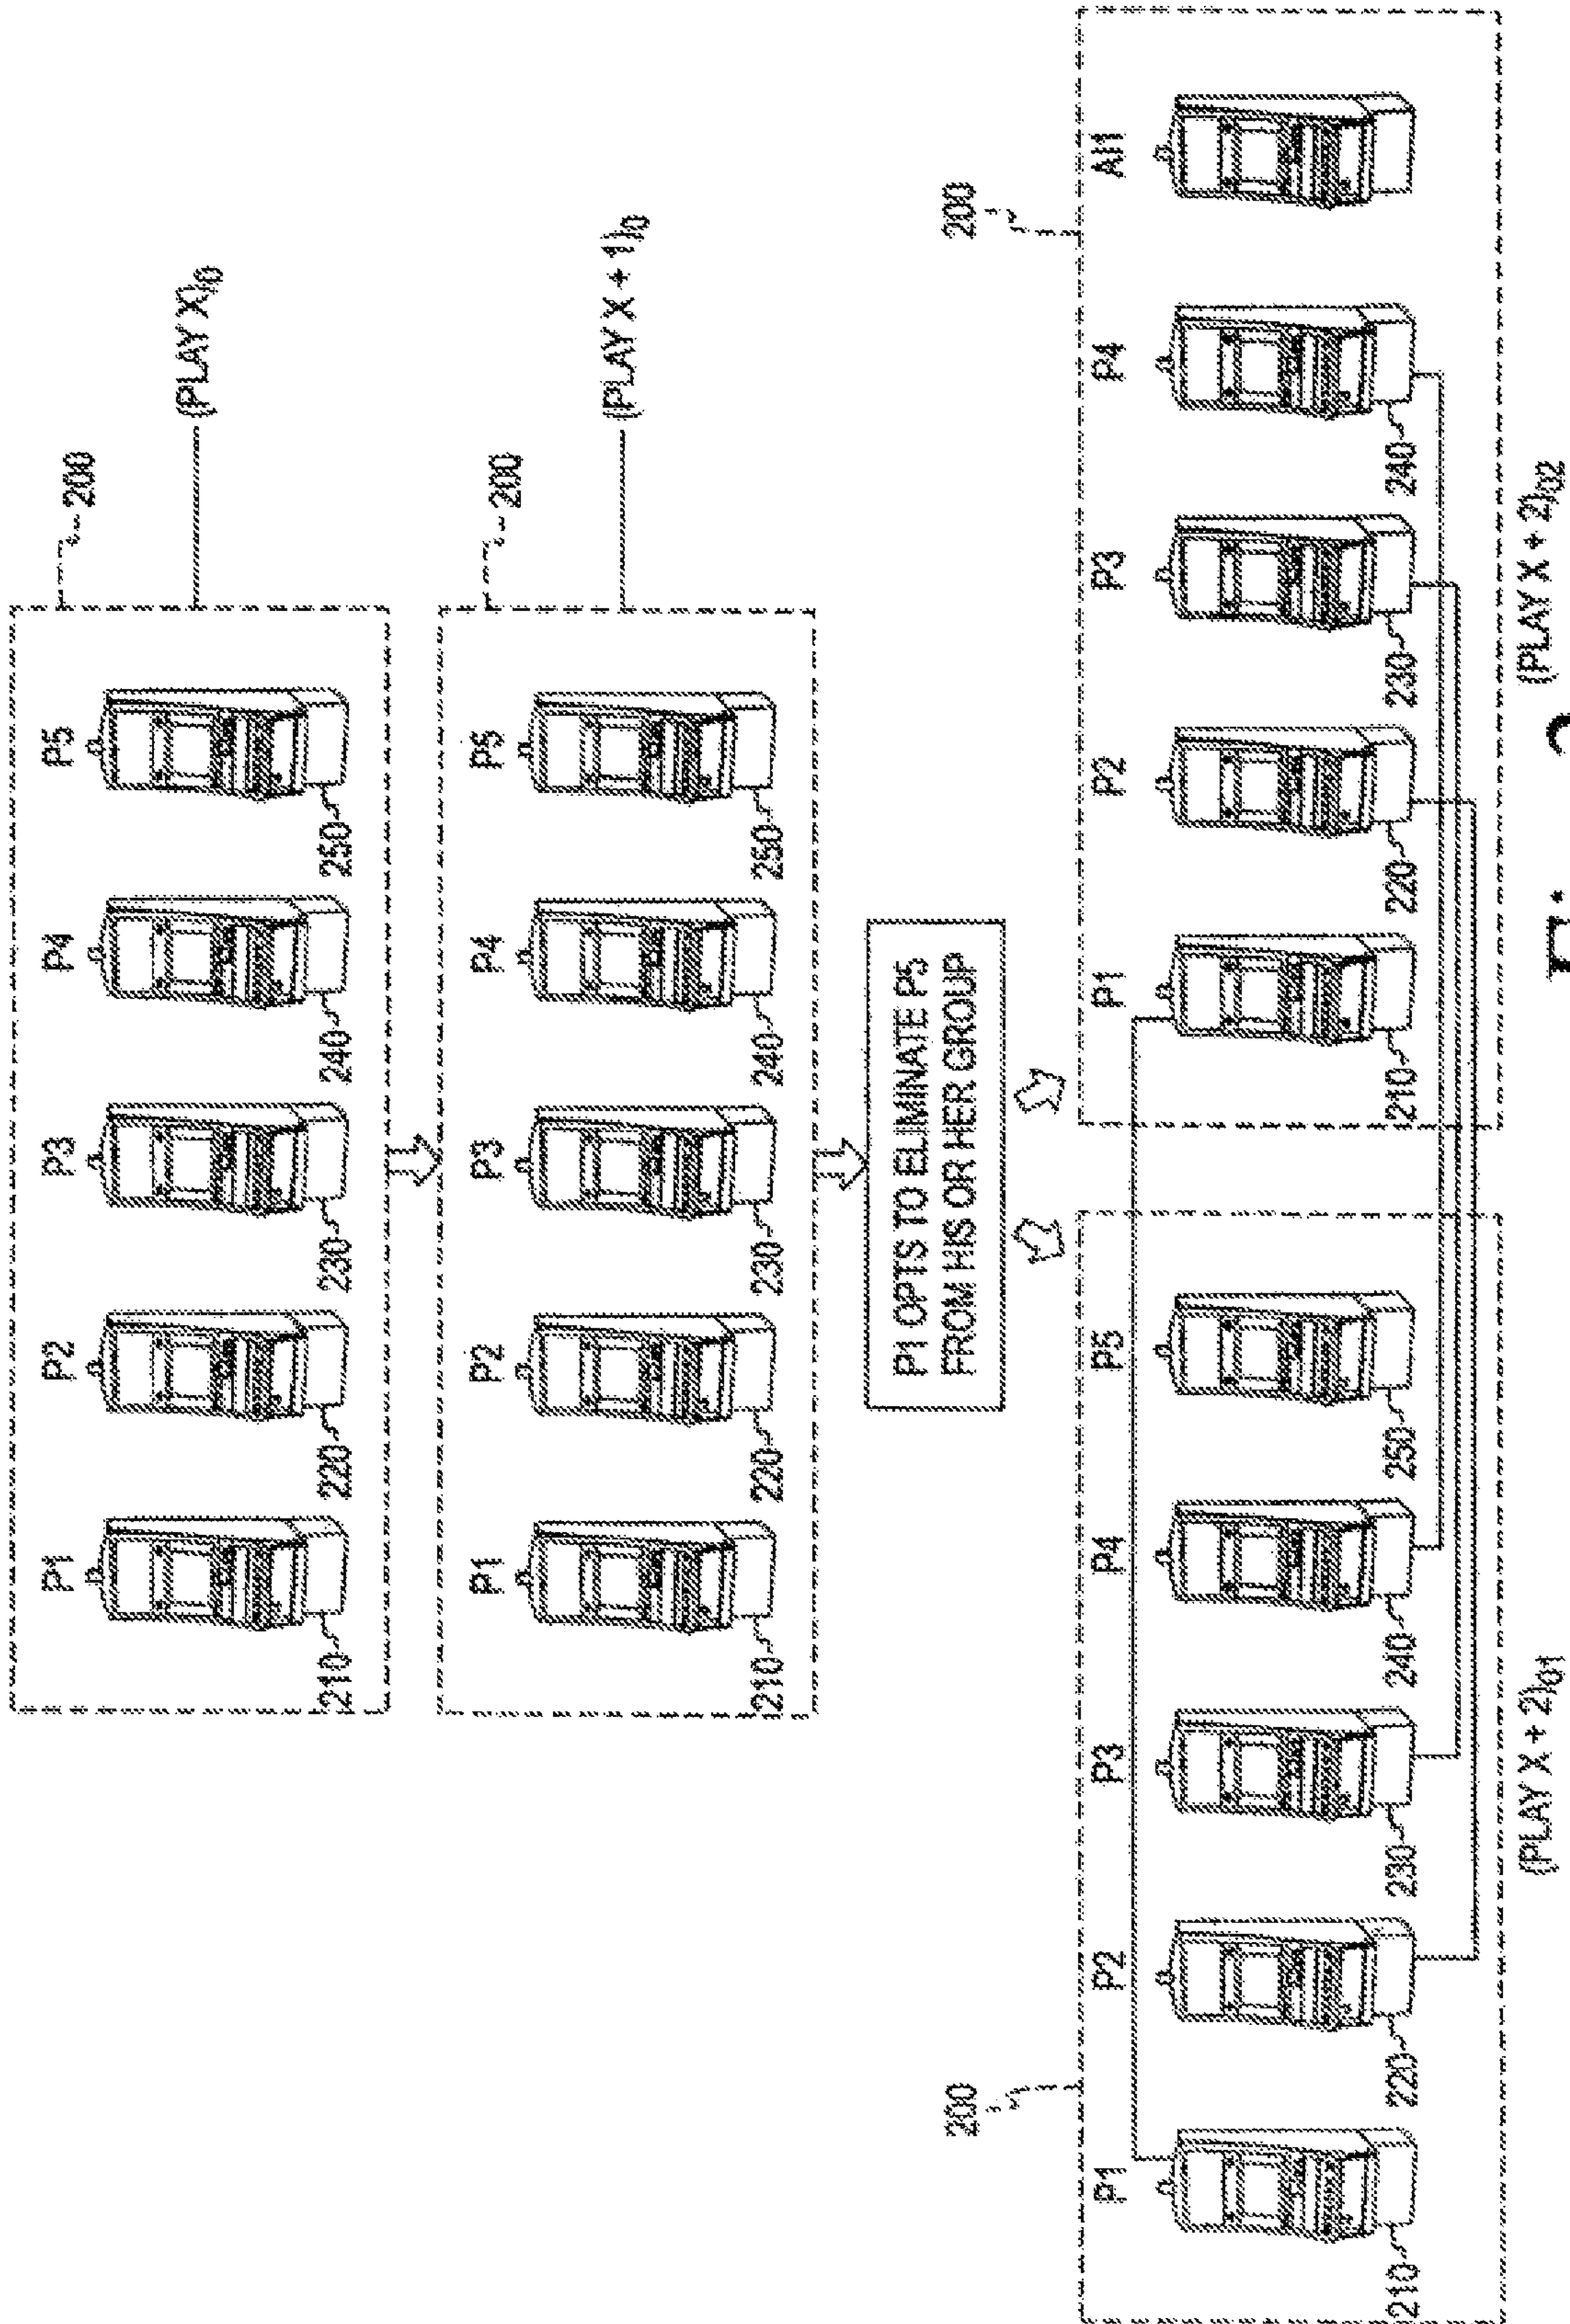 P1 P2 P3 P4 P5
200
210 220 230 240 250
(PLAY X)t0
P1 P2 P3 P4 P5
200
210 220 230 240 250
(PLAY X + 1)t0
P1 OPTS TO ELIMINATE P5
FROM HIS OR HER GROUP
200
P1 P2 P3 P4 P5
210 220 230 240 250
(PLAY X + 2)t01
200
P1 P2 P3 P4 AI1
210 220 230 240
(PLAY X + 2)t02